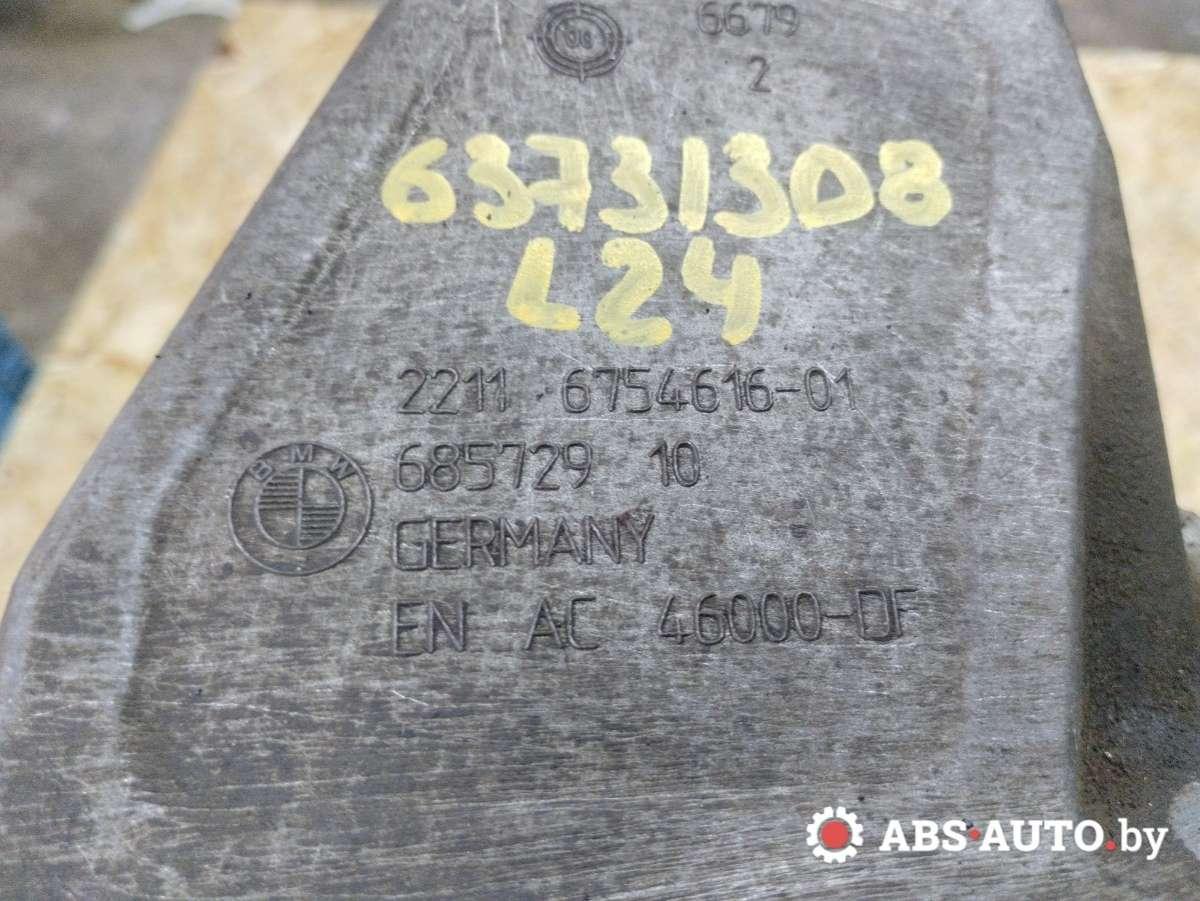 6679
2
63731308
L24
2211 6754616-01
BMW
685729 10
GERMANY
EN AC 46000-DF
ABS-AUTO.by